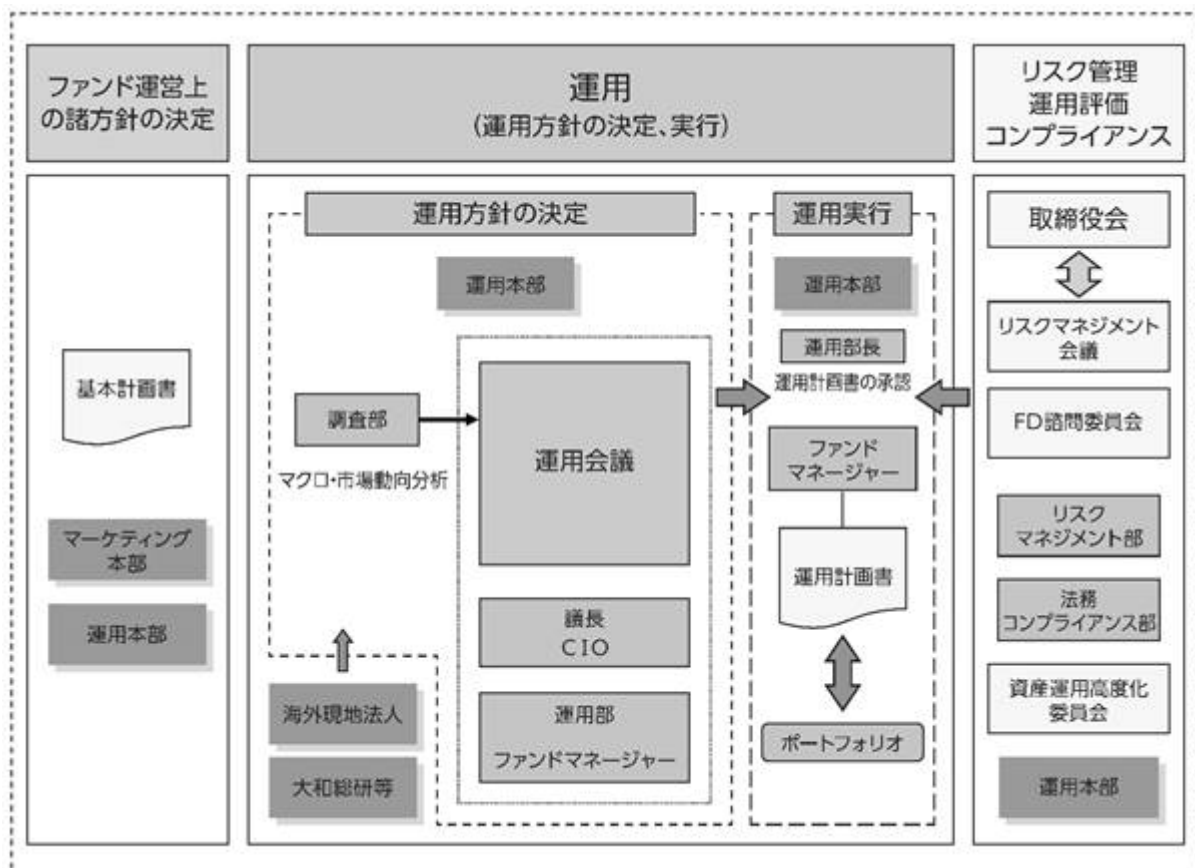 ファンド運営上
の諸方針の決定
運用
(運用方針の決定、実行)
リスク管理
運用評価
コンプライアンス
基本計画書
マーケティング
本部
運用本部
運用方針の決定
運用本部
調査部
マクロ・市場動向分析
運用会議
議長
CIO
運用部
ファンドマネージャー
海外現地法人
大和総研等
運用実行
運用本部
運用部長
運用計画書の承認
ファンド
マネージャー
運用計画書
ポートフォリオ
取締役会
リスクマネジメント
会議
FD諮問委員会
リスク
マネジメント部
法務
コンプライアンス部
資産運用高度化
委員会
運用本部